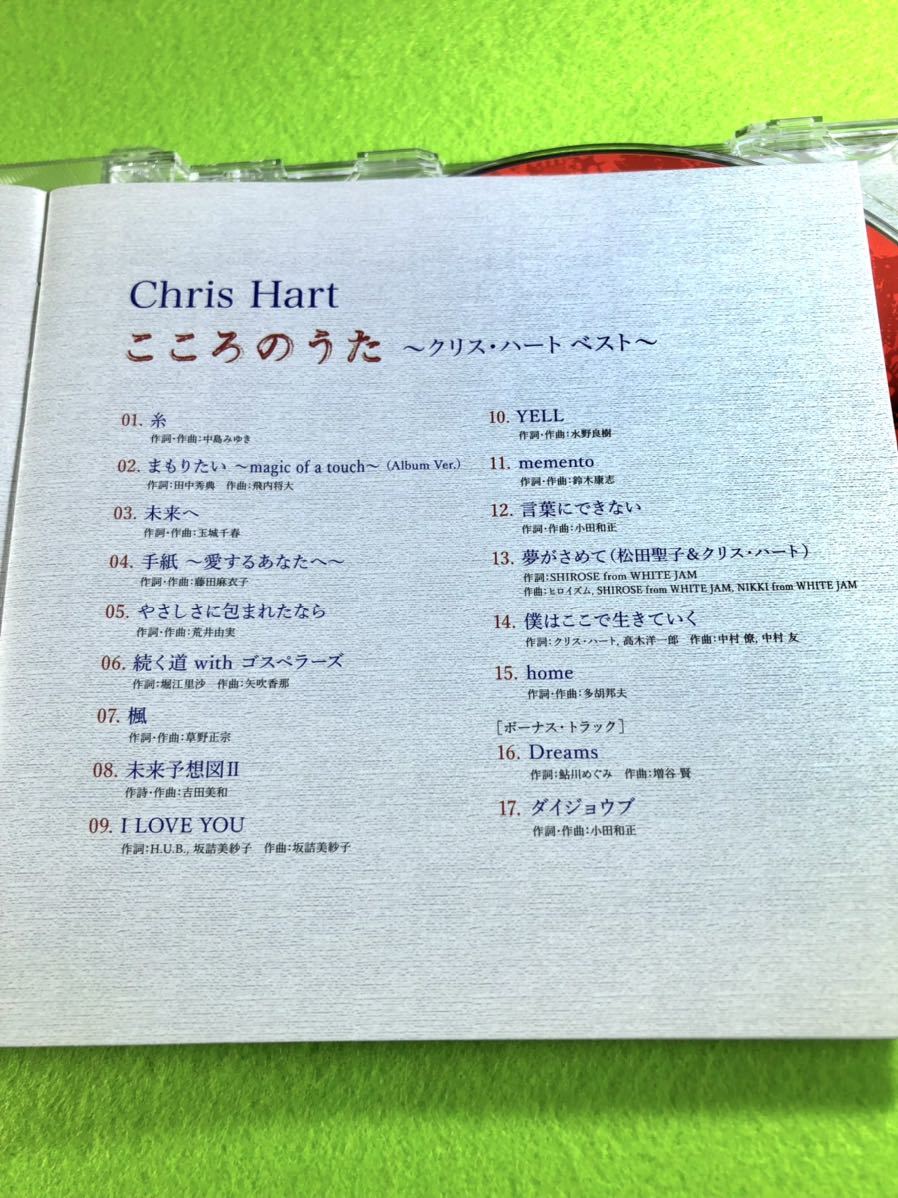 Chris Hart
こころのうた ~クリス・ハート ベスト~
01. 糸
作詞・作曲:中島みゆき
02. まもりたい ~magic of a touch~ (Album Ver.)
作詞:田中秀典 作曲:飛内将大
03. 未来へ
作詞・作曲:玉城千春
04. 手紙 ~愛するあなたへ~
作詞・作曲:藤田麻衣子
05. やさしさに包まれたなら
作詞・作曲:荒井由実
06. 続く道 with ゴスペラーズ
作詞:堀江里沙 作曲:矢吹香那
07. 楓
作詞・作曲:草野正宗
08. 未来予想図II
作詩・作曲:吉田美和
09. I LOVE YOU
作詞:H.U.B., 坂詰美紗子 作曲:坂詰美紗子
10. YELL
作詞・作曲:水野良樹
11. memento
作詞・作曲:鈴木康志
12. 言葉にできない
作詞・作曲:小田和正
13. 夢がさめて(松田聖子&クリス・ハート)
作詞:SHIROSE from WHITE JAM
作曲:ヒロイズム, SHIROSE from WHITE JAM, NIKKI from WHITE JAM
14. 僕はここで生きていく
作詞:クリス・ハート, 高木洋一郎 作曲:中村 僚, 中村 友
15. home
作詞・作曲:多胡邦夫
[ボーナス・トラック]
16. Dreams
作詞:鮎川めぐみ 作曲:増谷 賢
17. ダイジョウブ
作詞・作曲:小田和正